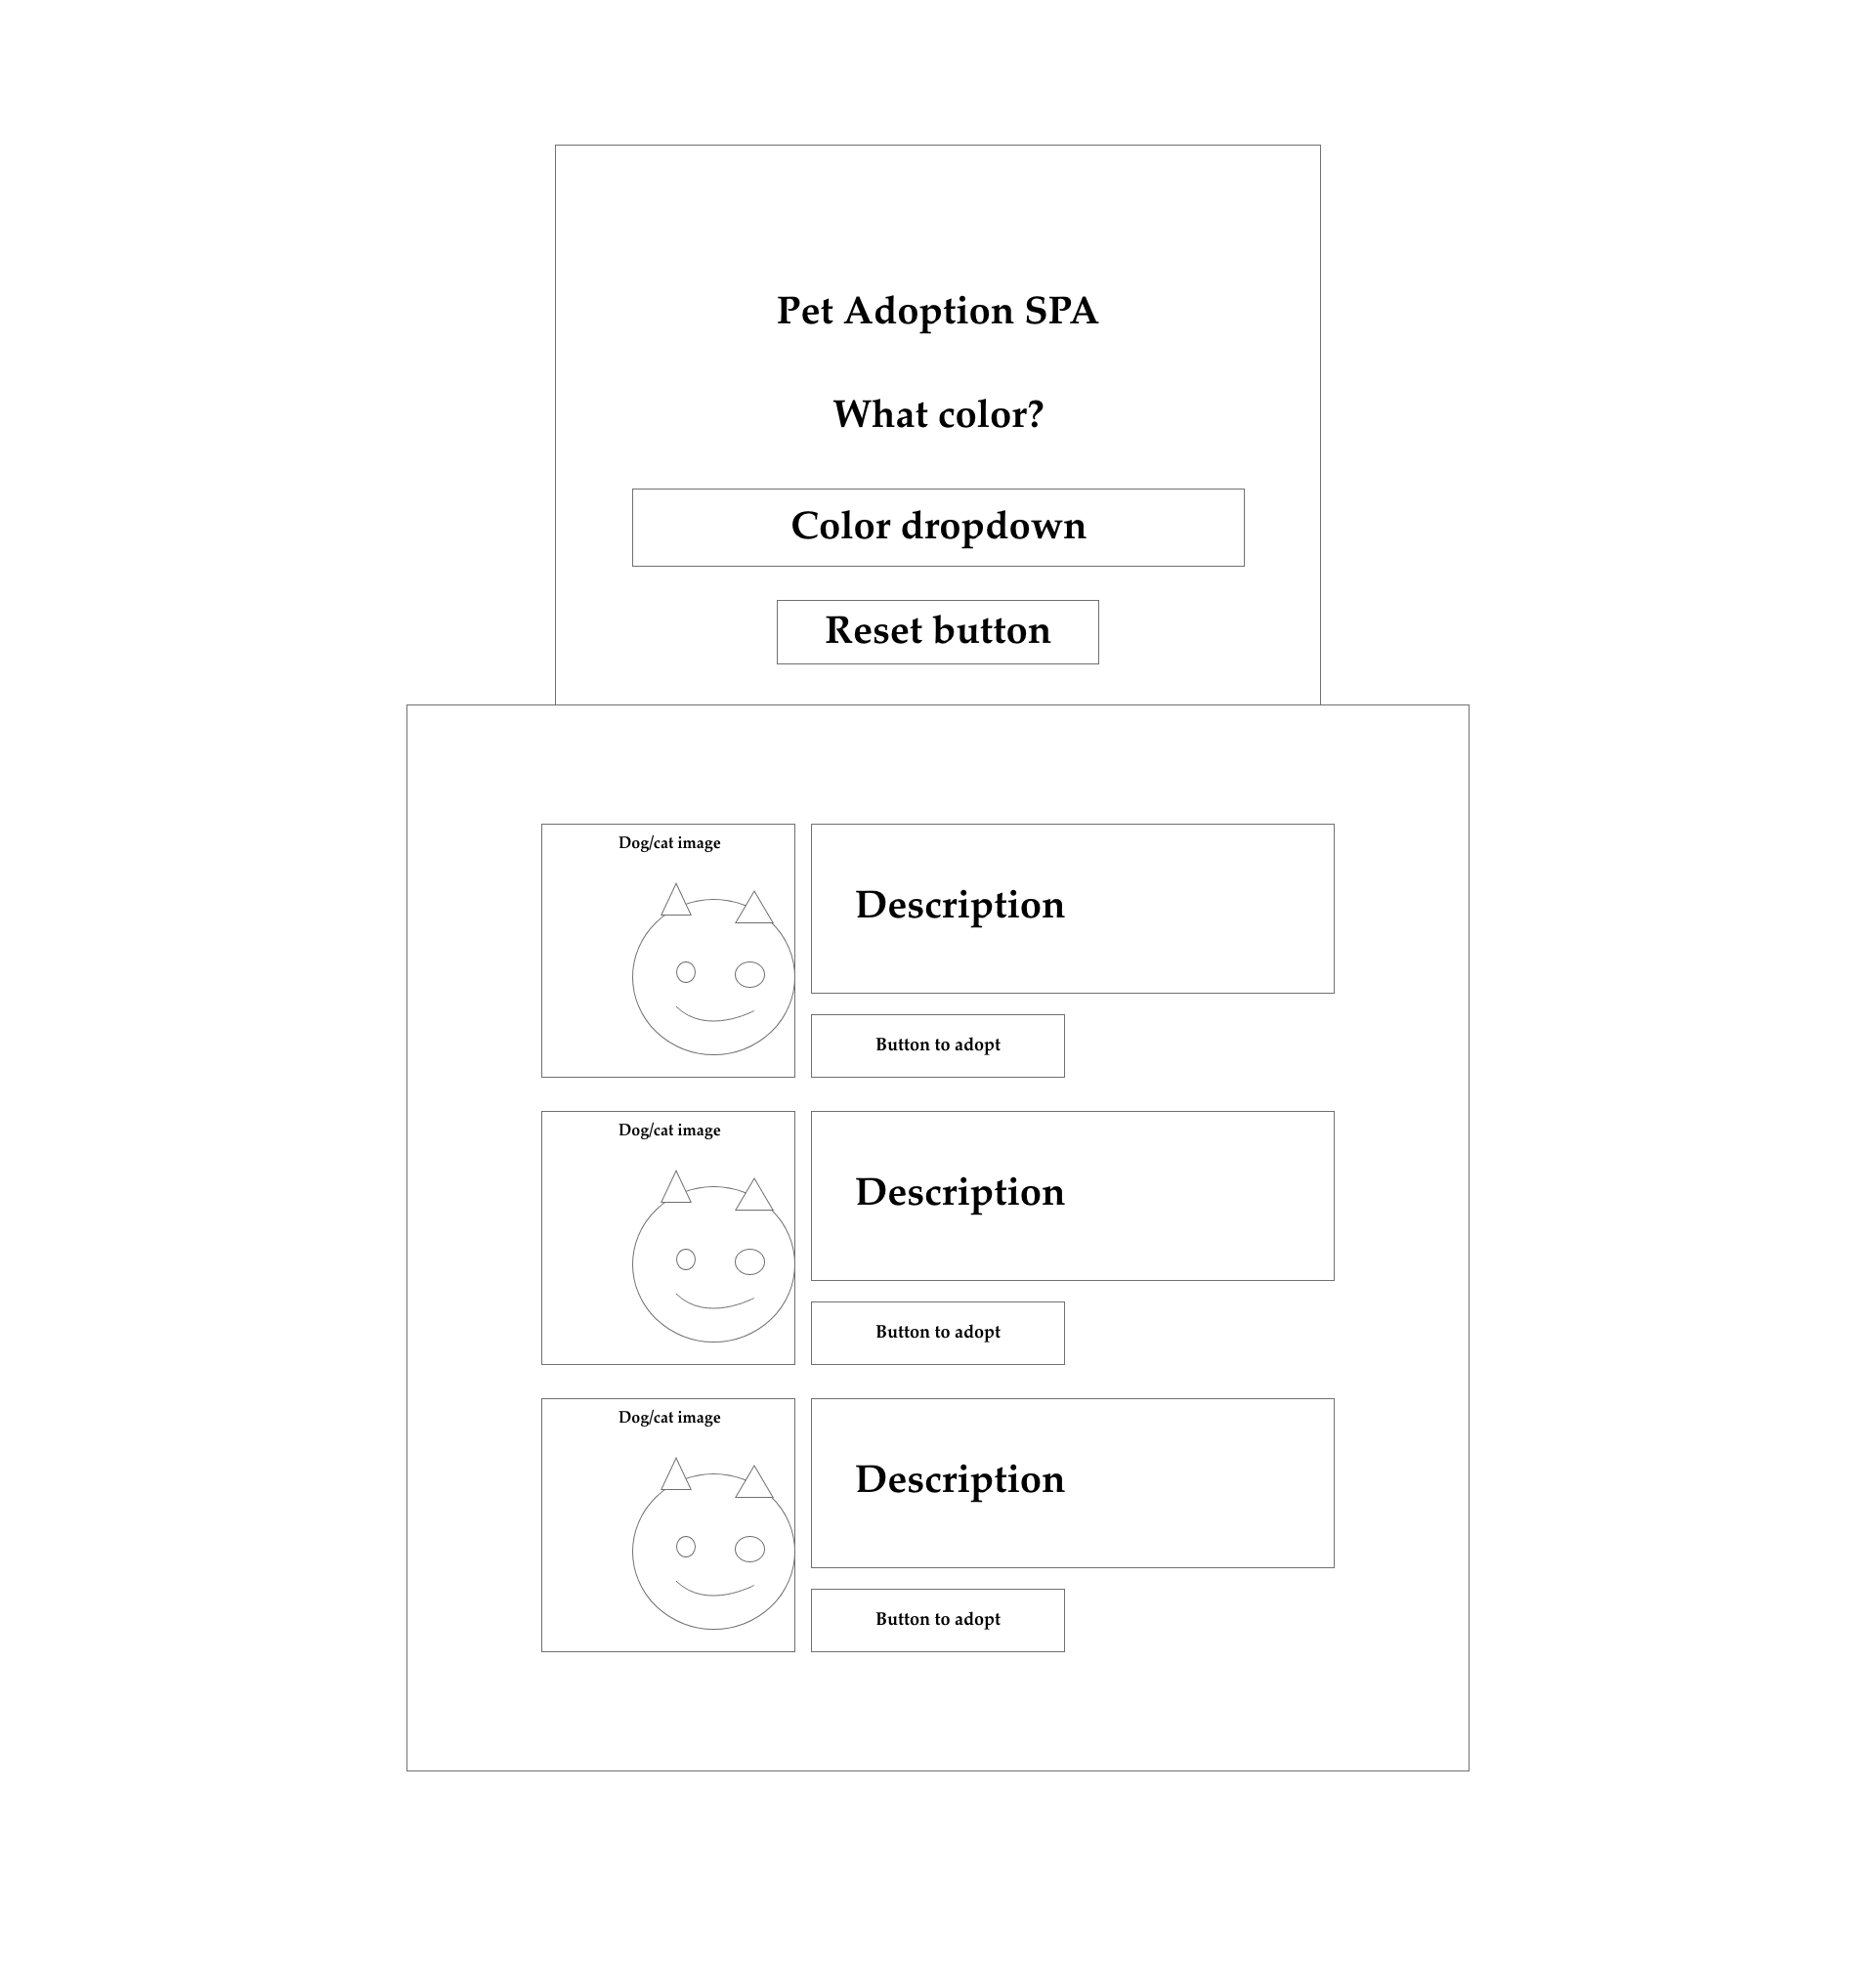 Pet Adoption SPA
What color?
Color dropdown
Reset button
Dog/cat image
Description
Button to adopt
Dog/cat image
Description
Button to adopt
Dog/cat image
Description
Button to adopt